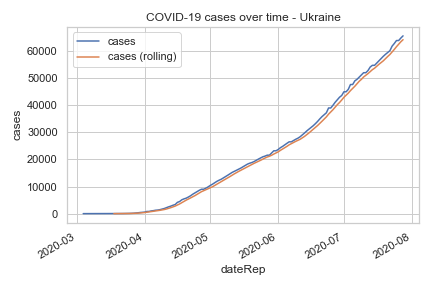 COVID-19 cases over time - Ukraine
cases
cases (rolling)
60000
50000
40000
30000
20000
10000
0
cases
2020-03
2020-04
2020-05
2020-06
2020-07
2020-08
dateRep